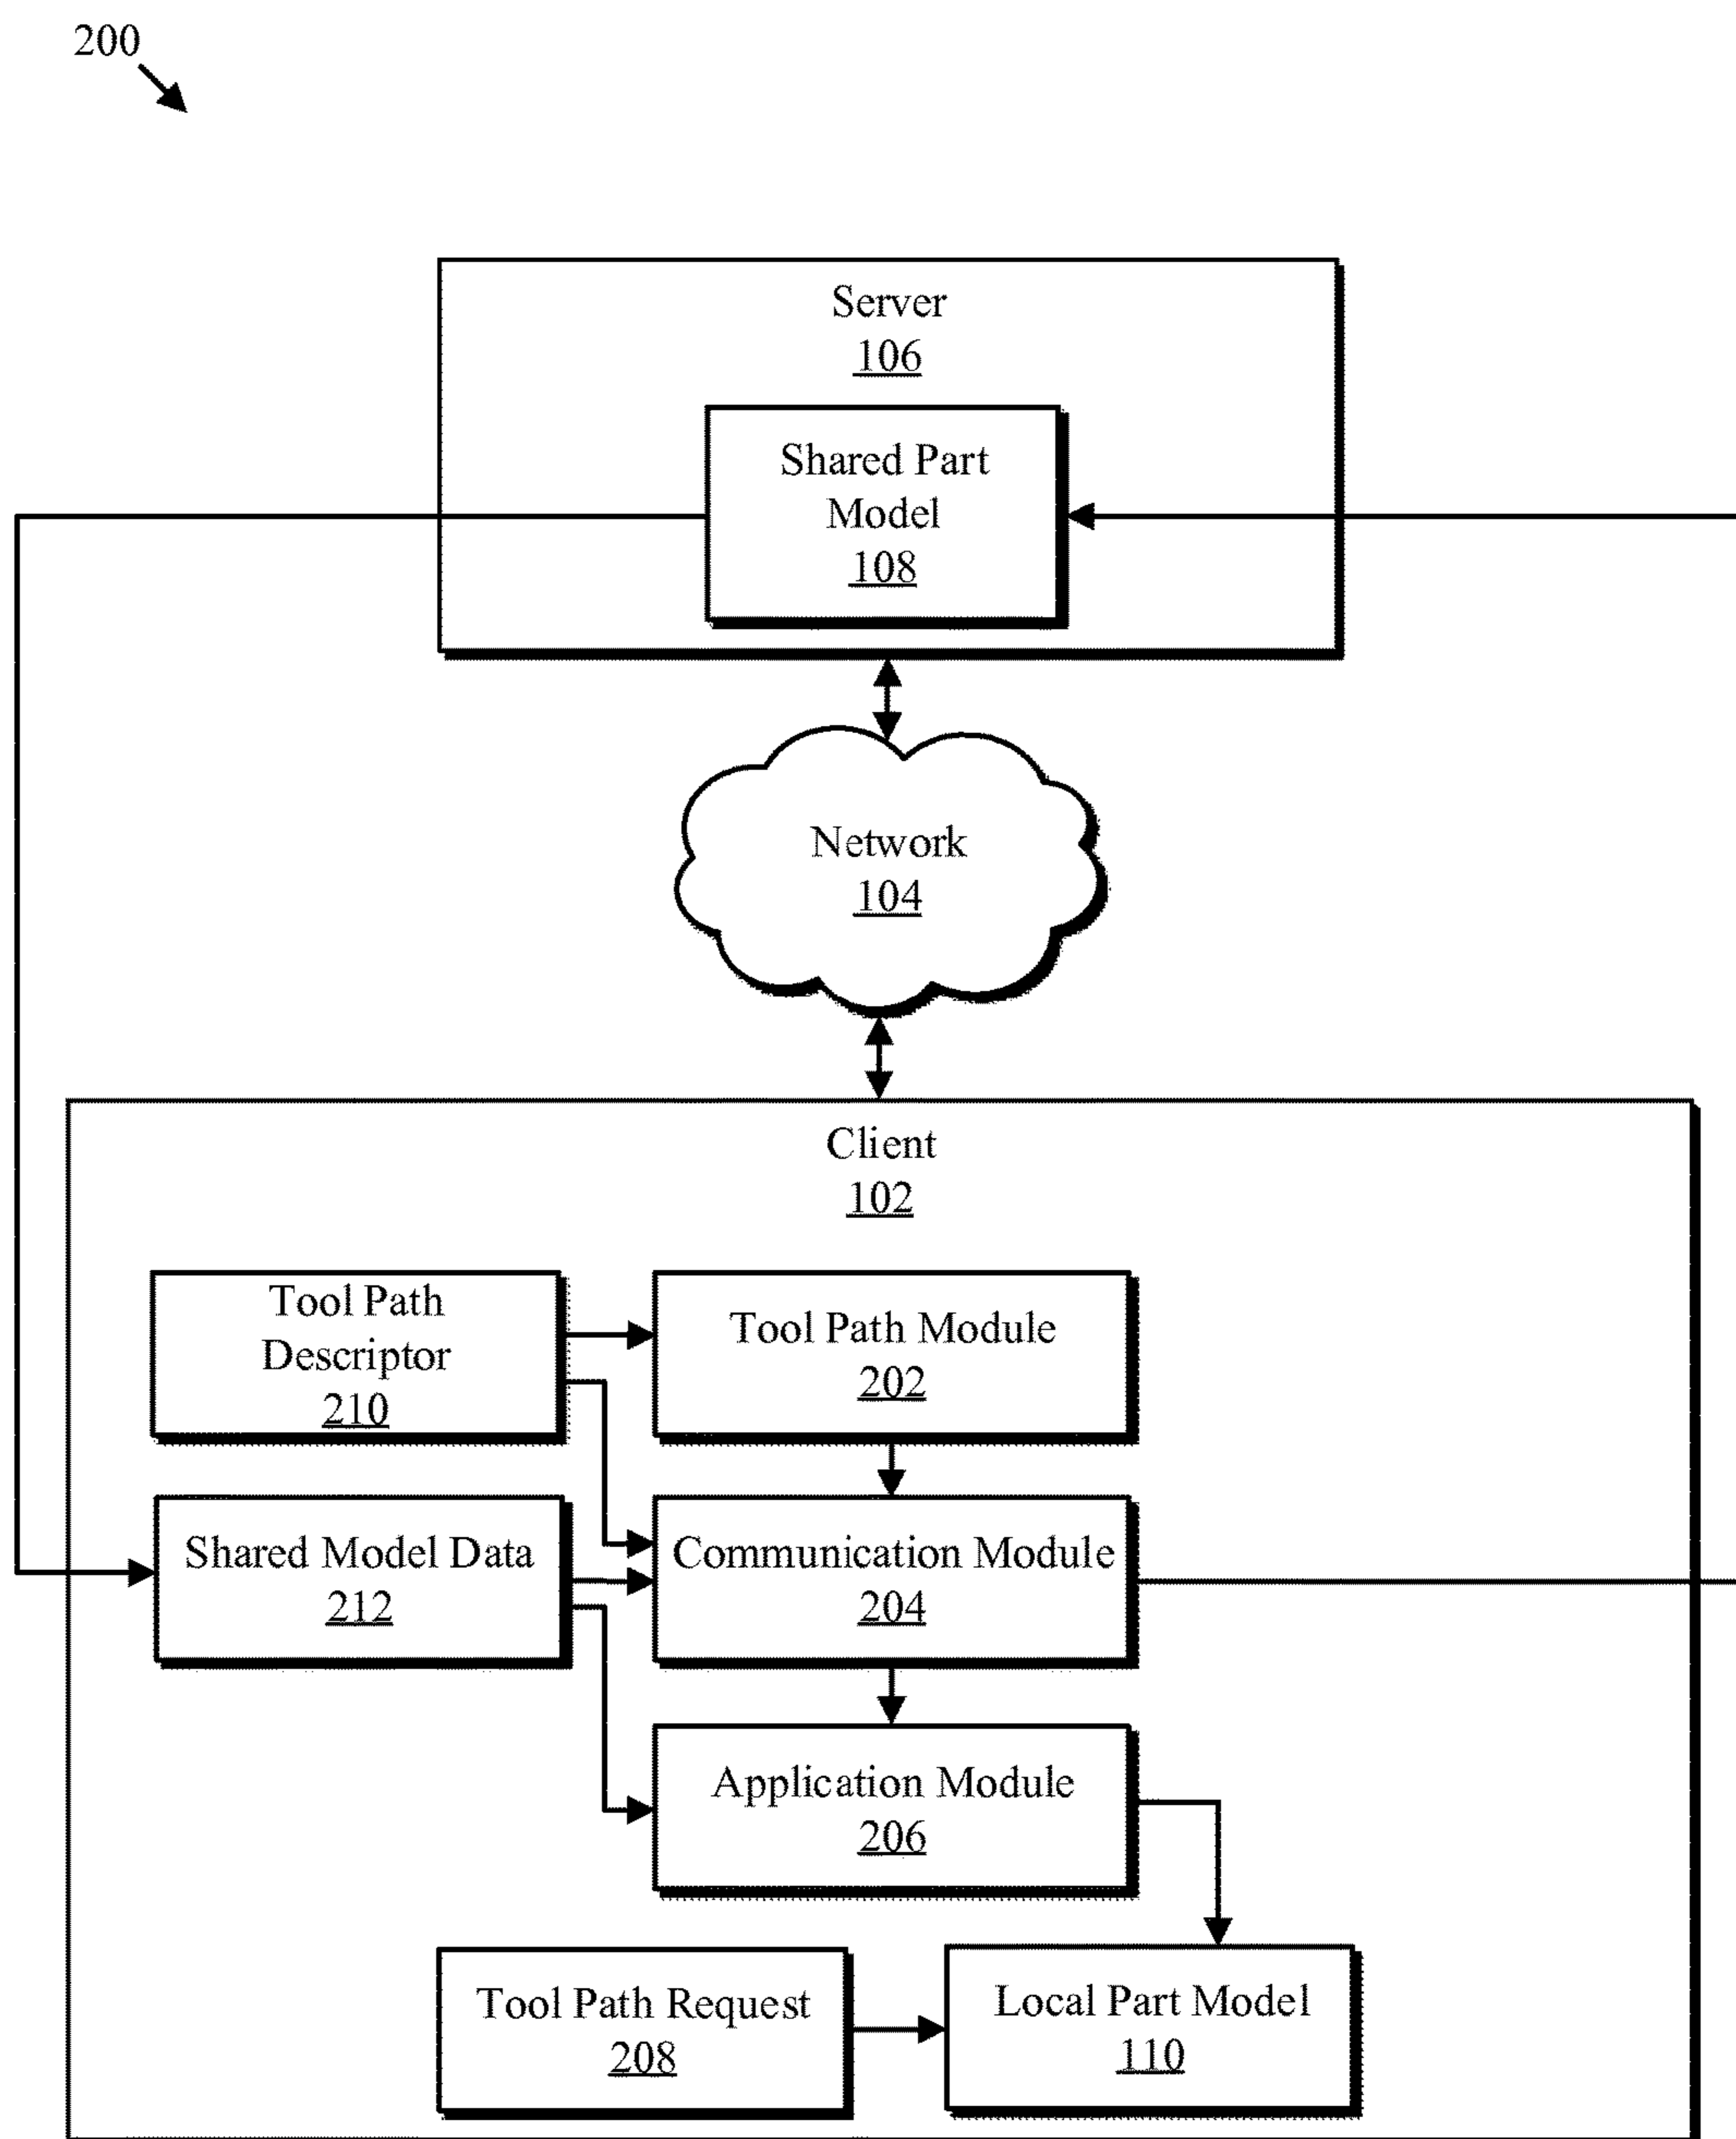 200
Server
106
Shared Part
Model
108
Network
104
Client
102
Tool Path
Descriptor
210
Tool Path Module
202
Shared Model Data
212
Communication Module
204
Application Module
206
Tool Path Request
208
Local Part Model
110